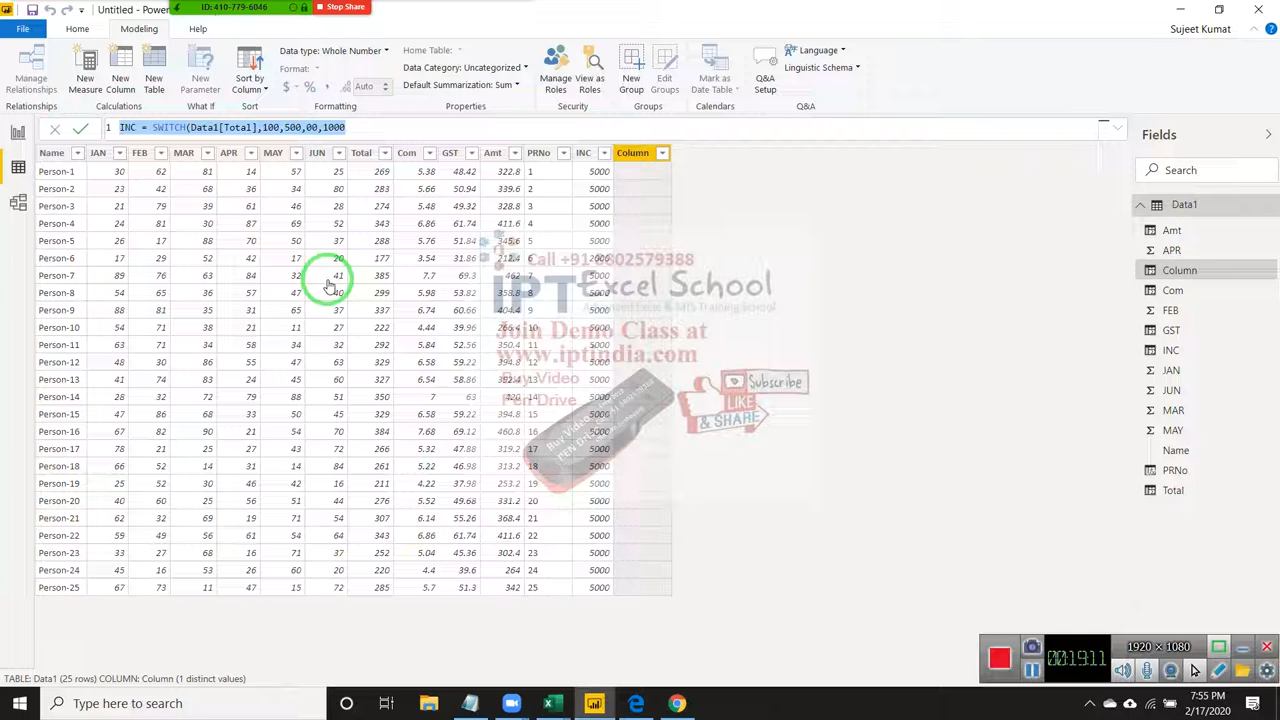 Untitled - Power
ID: 410-779-6046
Stop Share
Sujeet Kumat
File
Home
Modeling
Help
Manage Relationships
New Measure
New Column
New Table
New Parameter
Sort by Column
Data type: Whole Number
Format:
$ % , Auto
Home Table:
Data Category: Uncategorized
Default Summarization: Sum
Manage Roles
View as Roles
New Group
Edit Groups
Mark as Date Table
Q&A Setup
Language
Linguistic Schema
Relationships
Calculations
What If
Sort
Formatting
Properties
Security
Groups
Calendars
Q&A
1 INC = SWITCH(Data1[Total],100,500,00,1000
Name JAN FEB MAR APR MAY JUN Total Com GST Amt PRNo INC Column
Person-1 30 62 81 14 57 25 269 5.38 48.42 322.8 1 5000
Person-2 23 42 68 36 34 80 283 5.66 50.94 339.6 2 5000
Person-3 21 79 39 61 46 28 274 5.48 49.32 328.8 3 5000
Person-4 24 81 30 87 69 52 343 6.86 61.74 411.6 4 5000
Person-5 26 17 88 70 50 37 288 5.76 51.84 345.6 5 5000
Person-6 17 29 52 42 17 20 177 3.54 31.86 212.4 6 2000
Person-7 89 76 63 84 32 41 385 7.7 69.3 462 7 5000
Person-8 54 65 36 57 47 40 299 5.98 53.82 358.8 8 5000
Person-9 88 81 35 31 65 37 337 6.74 60.66 404.4 9 5000
Person-10 54 71 38 21 11 27 222 4.44 39.96 266.4 10 5000
Person-11 63 71 34 58 34 32 292 5.84 52.56 350.4 11 5000
Person-12 48 30 86 55 47 63 329 6.58 59.22 394.8 12 5000
Person-13 41 74 83 24 45 60 327 6.54 58.86 392.4 13 5000
Person-14 28 32 72 79 88 51 350 7 63 420 14 5000
Person-15 47 86 68 33 50 45 329 6.58 59.22 394.8 15 5000
Person-16 67 82 90 21 54 70 384 7.68 69.12 460.8 16 5000
Person-17 78 21 25 27 43 72 266 5.32 47.88 319.2 17 5000
Person-18 66 52 14 31 14 84 261 5.22 46.98 313.2 18 5000
Person-19 25 52 30 46 42 16 211 4.22 37.98 253.2 19 5000
Person-20 40 60 25 56 51 44 276 5.52 49.68 331.2 20 5000
Person-21 62 32 69 19 71 54 307 6.14 55.26 368.4 21 5000
Person-22 59 49 56 61 54 64 343 6.86 61.74 411.6 22 5000
Person-23 33 27 68 16 71 37 252 5.04 45.36 302.4 23 5000
Person-24 45 16 53 26 60 20 220 4.4 39.6 264 24 5000
Person-25 67 73 11 47 15 72 285 5.7 51.3 342 25 5000
Call +91 9802579388
IPT Excel School
Advanced Excel & MIS Training School
Join Demo Class at
www.iptindia.com
Buy Video
Pen Drive
Subscribe
LIKE
& SHARE
Fields
Search
Data1
Amt
APR
Column
Com
FEB
GST
INC
JAN
JUN
MAR
MAY
Name
PRNo
Total
TABLE: Data1 (25 rows) COLUMN: Column (1 distinct values)
1920 × 1080
00:19:11
Type here to search
7:55 PM
2/17/2020